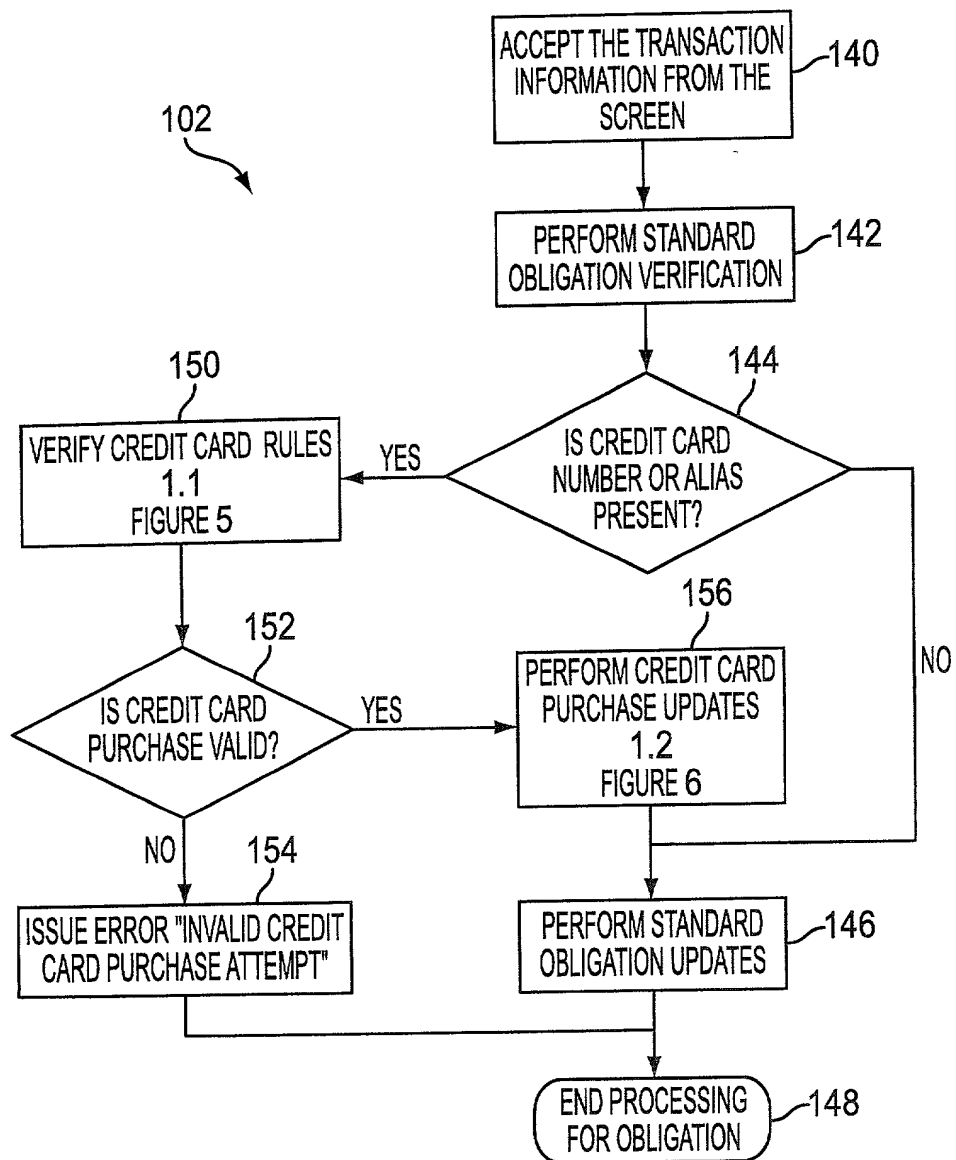 ACCEPT THE TRANSACTION
INFORMATION FROM THE
SCREEN
140
102
PERFORM STANDARD
OBLIGATION VERIFICATION
142
144
IS CREDIT CARD
NUMBER OR ALIAS
PRESENT?
YES
NO
150
VERIFY CREDIT CARD RULES
1.1
FIGURE 5
152
IS CREDIT CARD
PURCHASE VALID?
YES
NO
156
PERFORM CREDIT CARD
PURCHASE UPDATES
1.2
FIGURE 6
154
ISSUE ERROR "INVALID CREDIT
CARD PURCHASE ATTEMPT"
PERFORM STANDARD
OBLIGATION UPDATES
146
END PROCESSING
FOR OBLIGATION
148